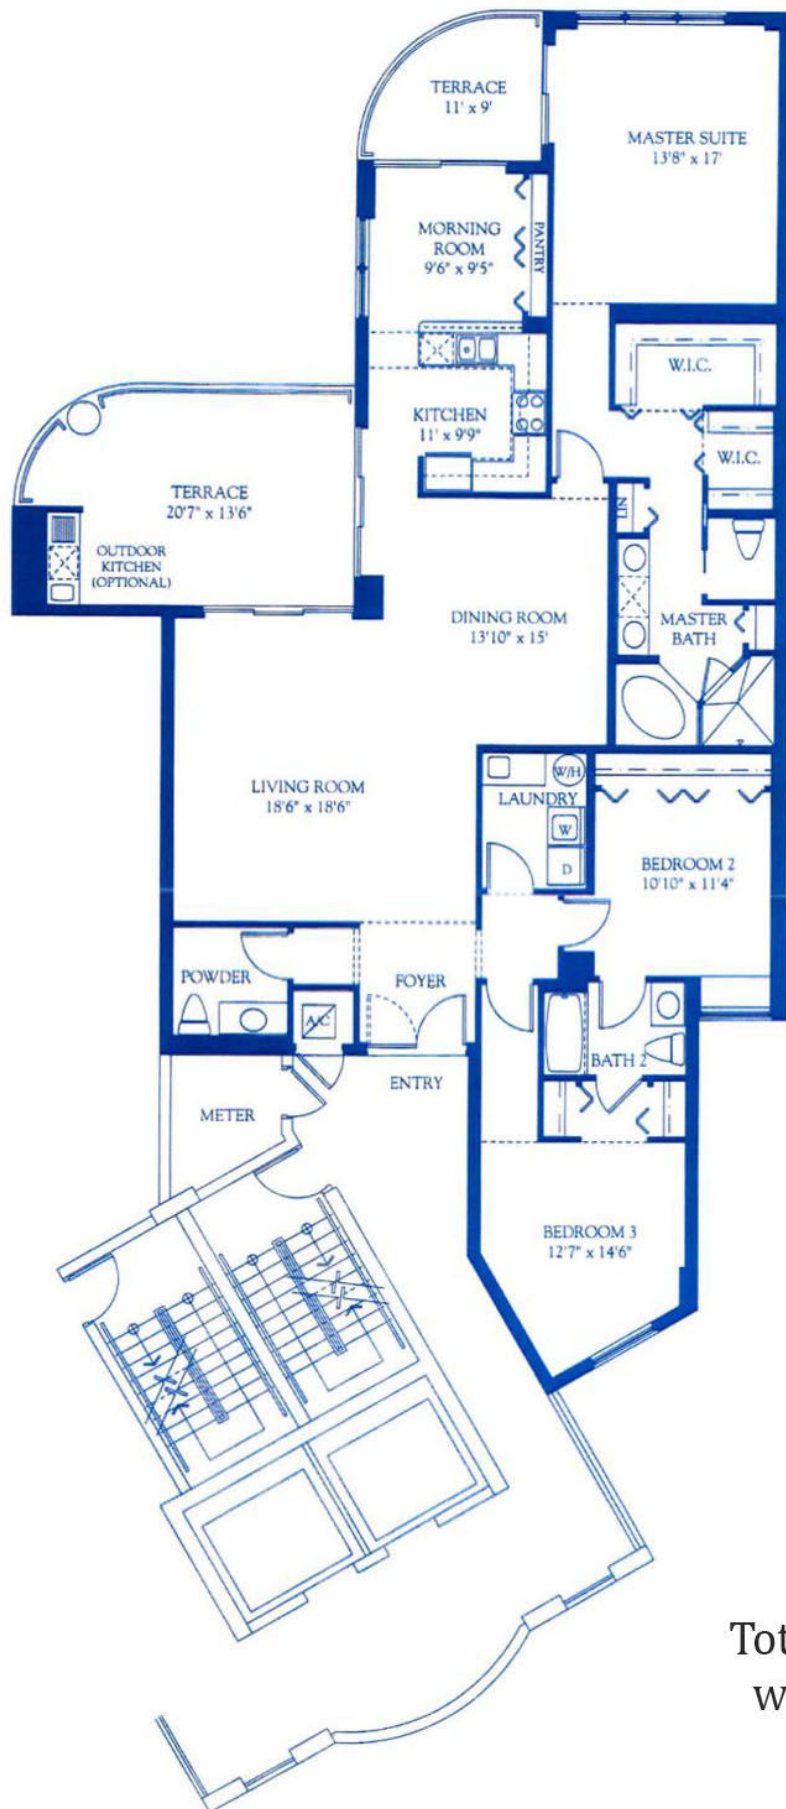 TERRACE
11' x 9'
MASTER SUITE
13'8" x 17'
MORNING
ROOM
9'6" x 9'5"
PANTRY
W.I.C.
KITCHEN
11' x 9'9"
W.I.C.
TERRACE
20'7" x 13'6"
LIN
OUTDOOR
KITCHEN
(OPTIONAL)
DINING ROOM
13'10" x 15'
MASTER
BATH
LIVING ROOM
18'6" x 18'6"
W/H
LAUNDRY
W
D
BEDROOM 2
10'10" x 11'4"
POWDER
FOYER
A/C
BATH 2
ENTRY
METER
BEDROOM 3
12'7" x 14'6"
Tot
w